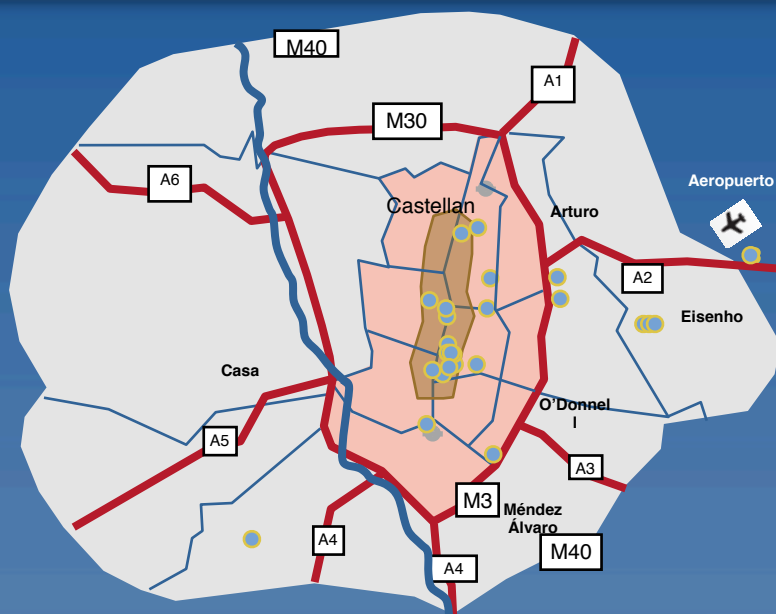 M40
A1
M30
A6
Aeropuerto
Castellan
Arturo
A2
Eisenho
Casa
O'Donnel
l
A5
A3
M3
Méndez
Álvaro
A4
M40
A4